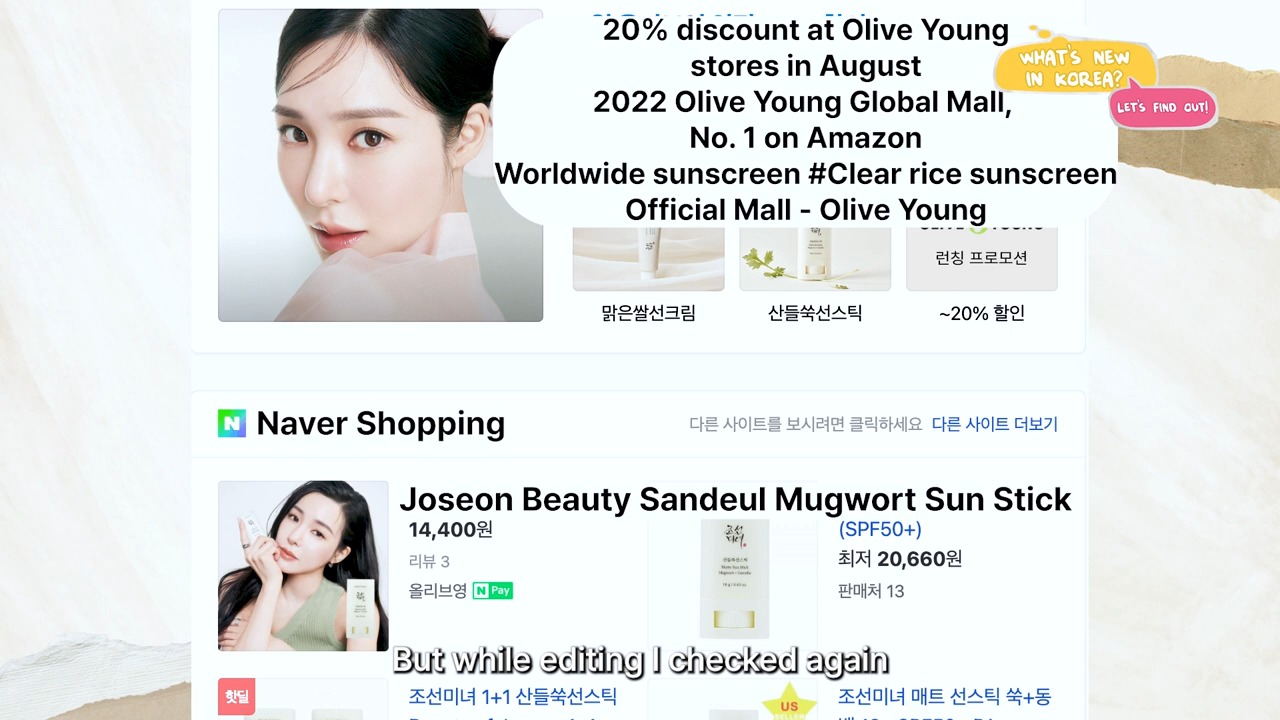 20% discount at Olive Young
stores in August
2022 Olive Young Global Mall,
No. 1 on Amazon
Worldwide sunscreen #Clear rice sunscreen
Official Mall - Olive Young
WHAT'S NEW
IN KOREA?
LET'S FIND OUT!
런칭 프로모션
맑은쌀선크림
산들쑥선스틱
~20% 할인
N Naver Shopping
다른 사이트를 보시려면 클릭하세요 다른 사이트 더보기
Joseon Beauty Sandeul Mugwort Sun Stick
14,400원
리뷰 3
올리브영 N Pay
(SPF50+)
최저 20,660원
판매처 13
But while editing I checked again
핫딜
조선미녀 1+1 산들쑥선스틱
US
조선미녀 매트 선스틱 쑥+동